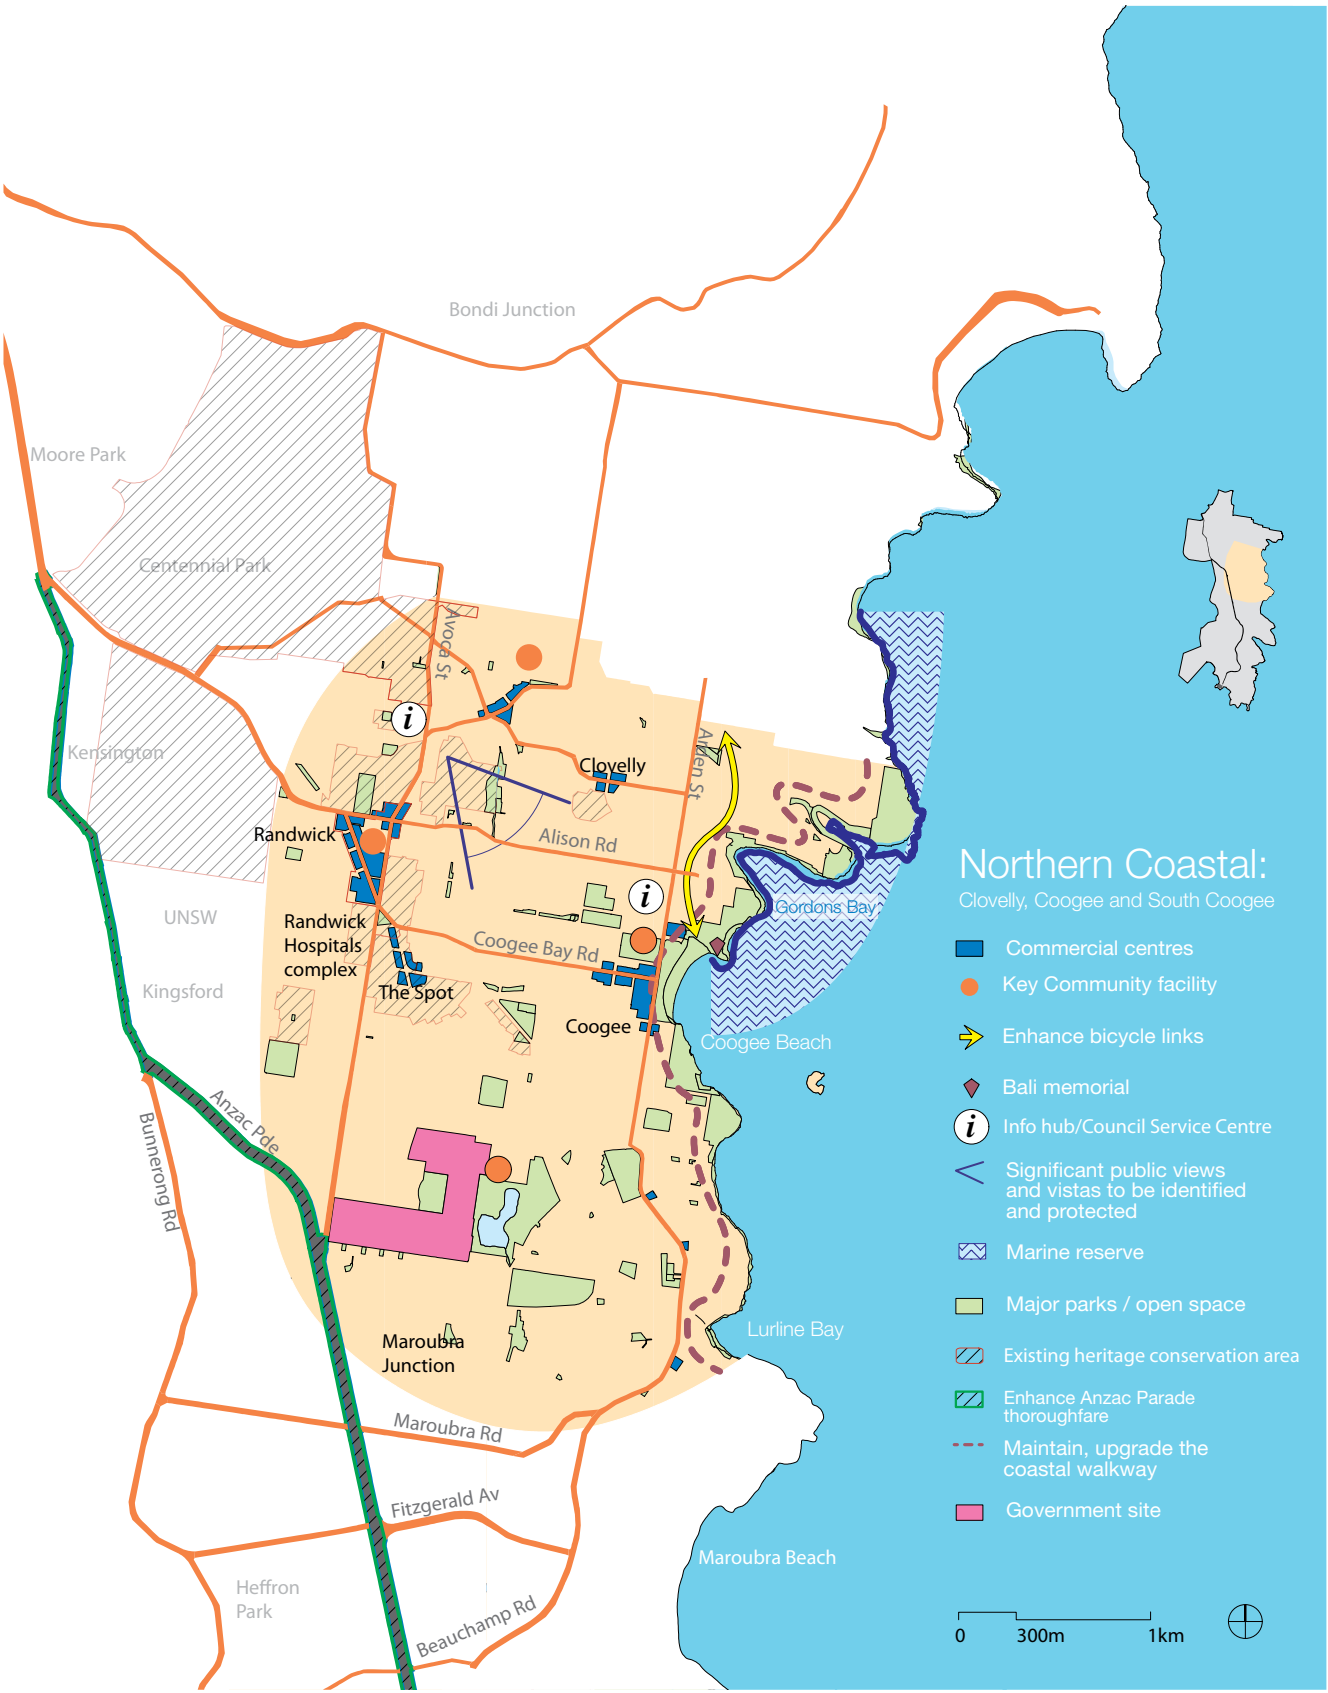 Bondi Junction
Moore Park
Centennial Park
Avoca St
Kensington
i
Clovelly
Arden St
Randwick
Alison Rd
i
UNSW
Randwick
Hospitals
complex
Coogee Bay Rd
Gordons Bay
Kingsford
The Spot
Coogee
Coogee Beach
Anzac Pde
Bunnerong Rd
Lurline Bay
Maroubra
Junction
Maroubra Rd
Fitzgerald Av
Maroubra Beach
Heffron
Park
Beauchamp Rd
Northern Coastal:
Clovelly, Coogee and South Coogee
Commercial centres
Key Community facility
Enhance bicycle links
Bali memorial
i
Info hub/Council Service Centre
Significant public views
and vistas to be identified
and protected
Marine reserve
Major parks / open space
Existing heritage conservation area
Enhance Anzac Parade
thoroughfare
Maintain, upgrade the
coastal walkway
Government site
0 300m 1km